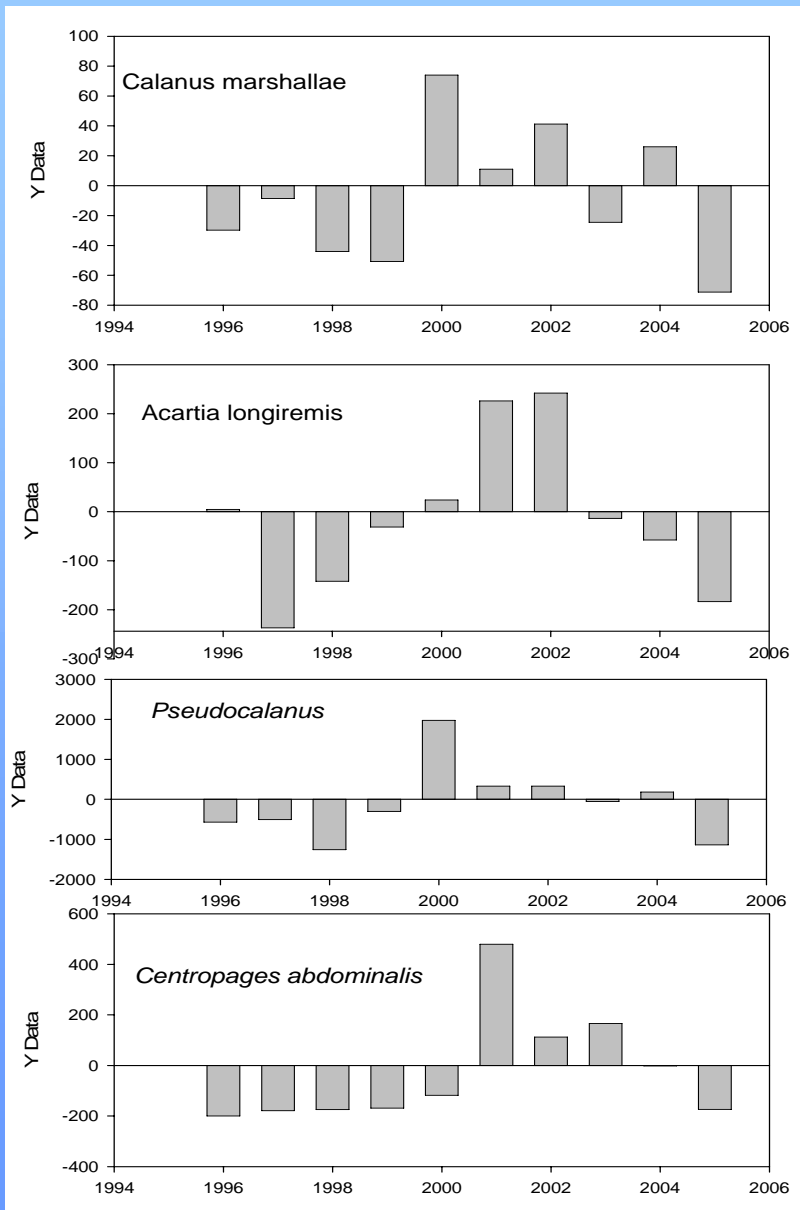 100
80
60
40
20
0
-20
-40
-60
-80
Y Data
Calanus marshallae
1994 1996 1998 2000 2002 2004 2006
300
200
100
0
-100
-200
-300
Y Data
Acartia longiremis
1994 1996 1998 2000 2002 2004 2006
3000
2000
1000
0
-1000
-2000
Y Data
Pseudocalanus
1994 1996 1998 2000 2002 2004 2006
600
400
200
0
-200
-400
Y Data
Centropages abdominalis
1994 1996 1998 2000 2002 2004 2006